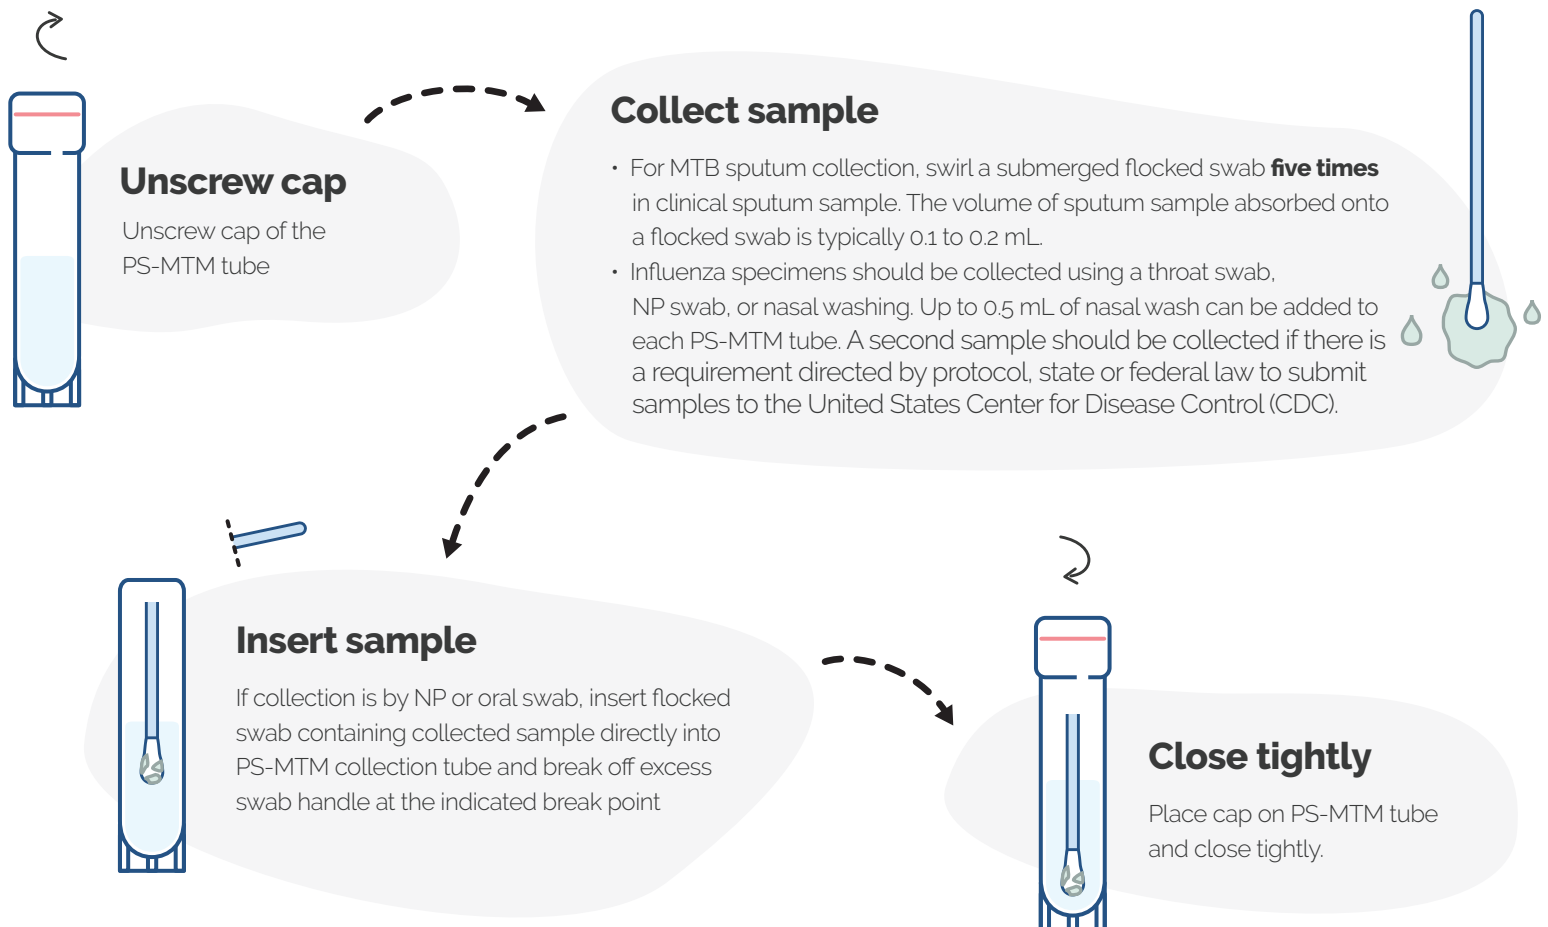 Unscrew cap
Unscrew cap of the
PS-MTM tube
Collect sample
• For MTB sputum collection, swirl a submerged flocked swab five times
in clinical sputum sample. The volume of sputum sample absorbed onto
a flocked swab is typically 0.1 to 0.2 mL.
• Influenza specimens should be collected using a throat swab,
NP swab, or nasal washing. Up to 0.5 mL of nasal wash can be added to
each PS-MTM tube. A second sample should be collected if there is
a requirement directed by protocol, state or federal law to submit
samples to the United States Center for Disease Control (CDC).
Insert sample
If collection is by NP or oral swab, insert flocked
swab containing collected sample directly into
PS-MTM collection tube and break off excess
swab handle at the indicated break point
Close tightly
Place cap on PS-MTM tube
and close tightly.